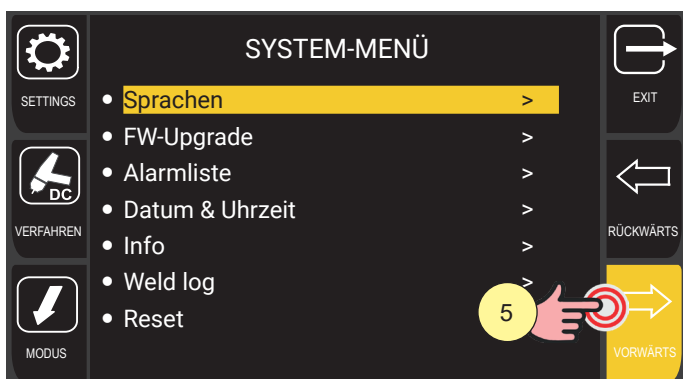 SYSTEM-MENÜ
SETTINGS
EXIT
• Sprachen >
• FW-Upgrade >
• Alarmliste >
DC
VERFAHREN
• Datum & Uhrzeit >
RÜCKWÄRTS
• Info >
• Weld log >
• Reset
5
MODUS
VORWÄRTS